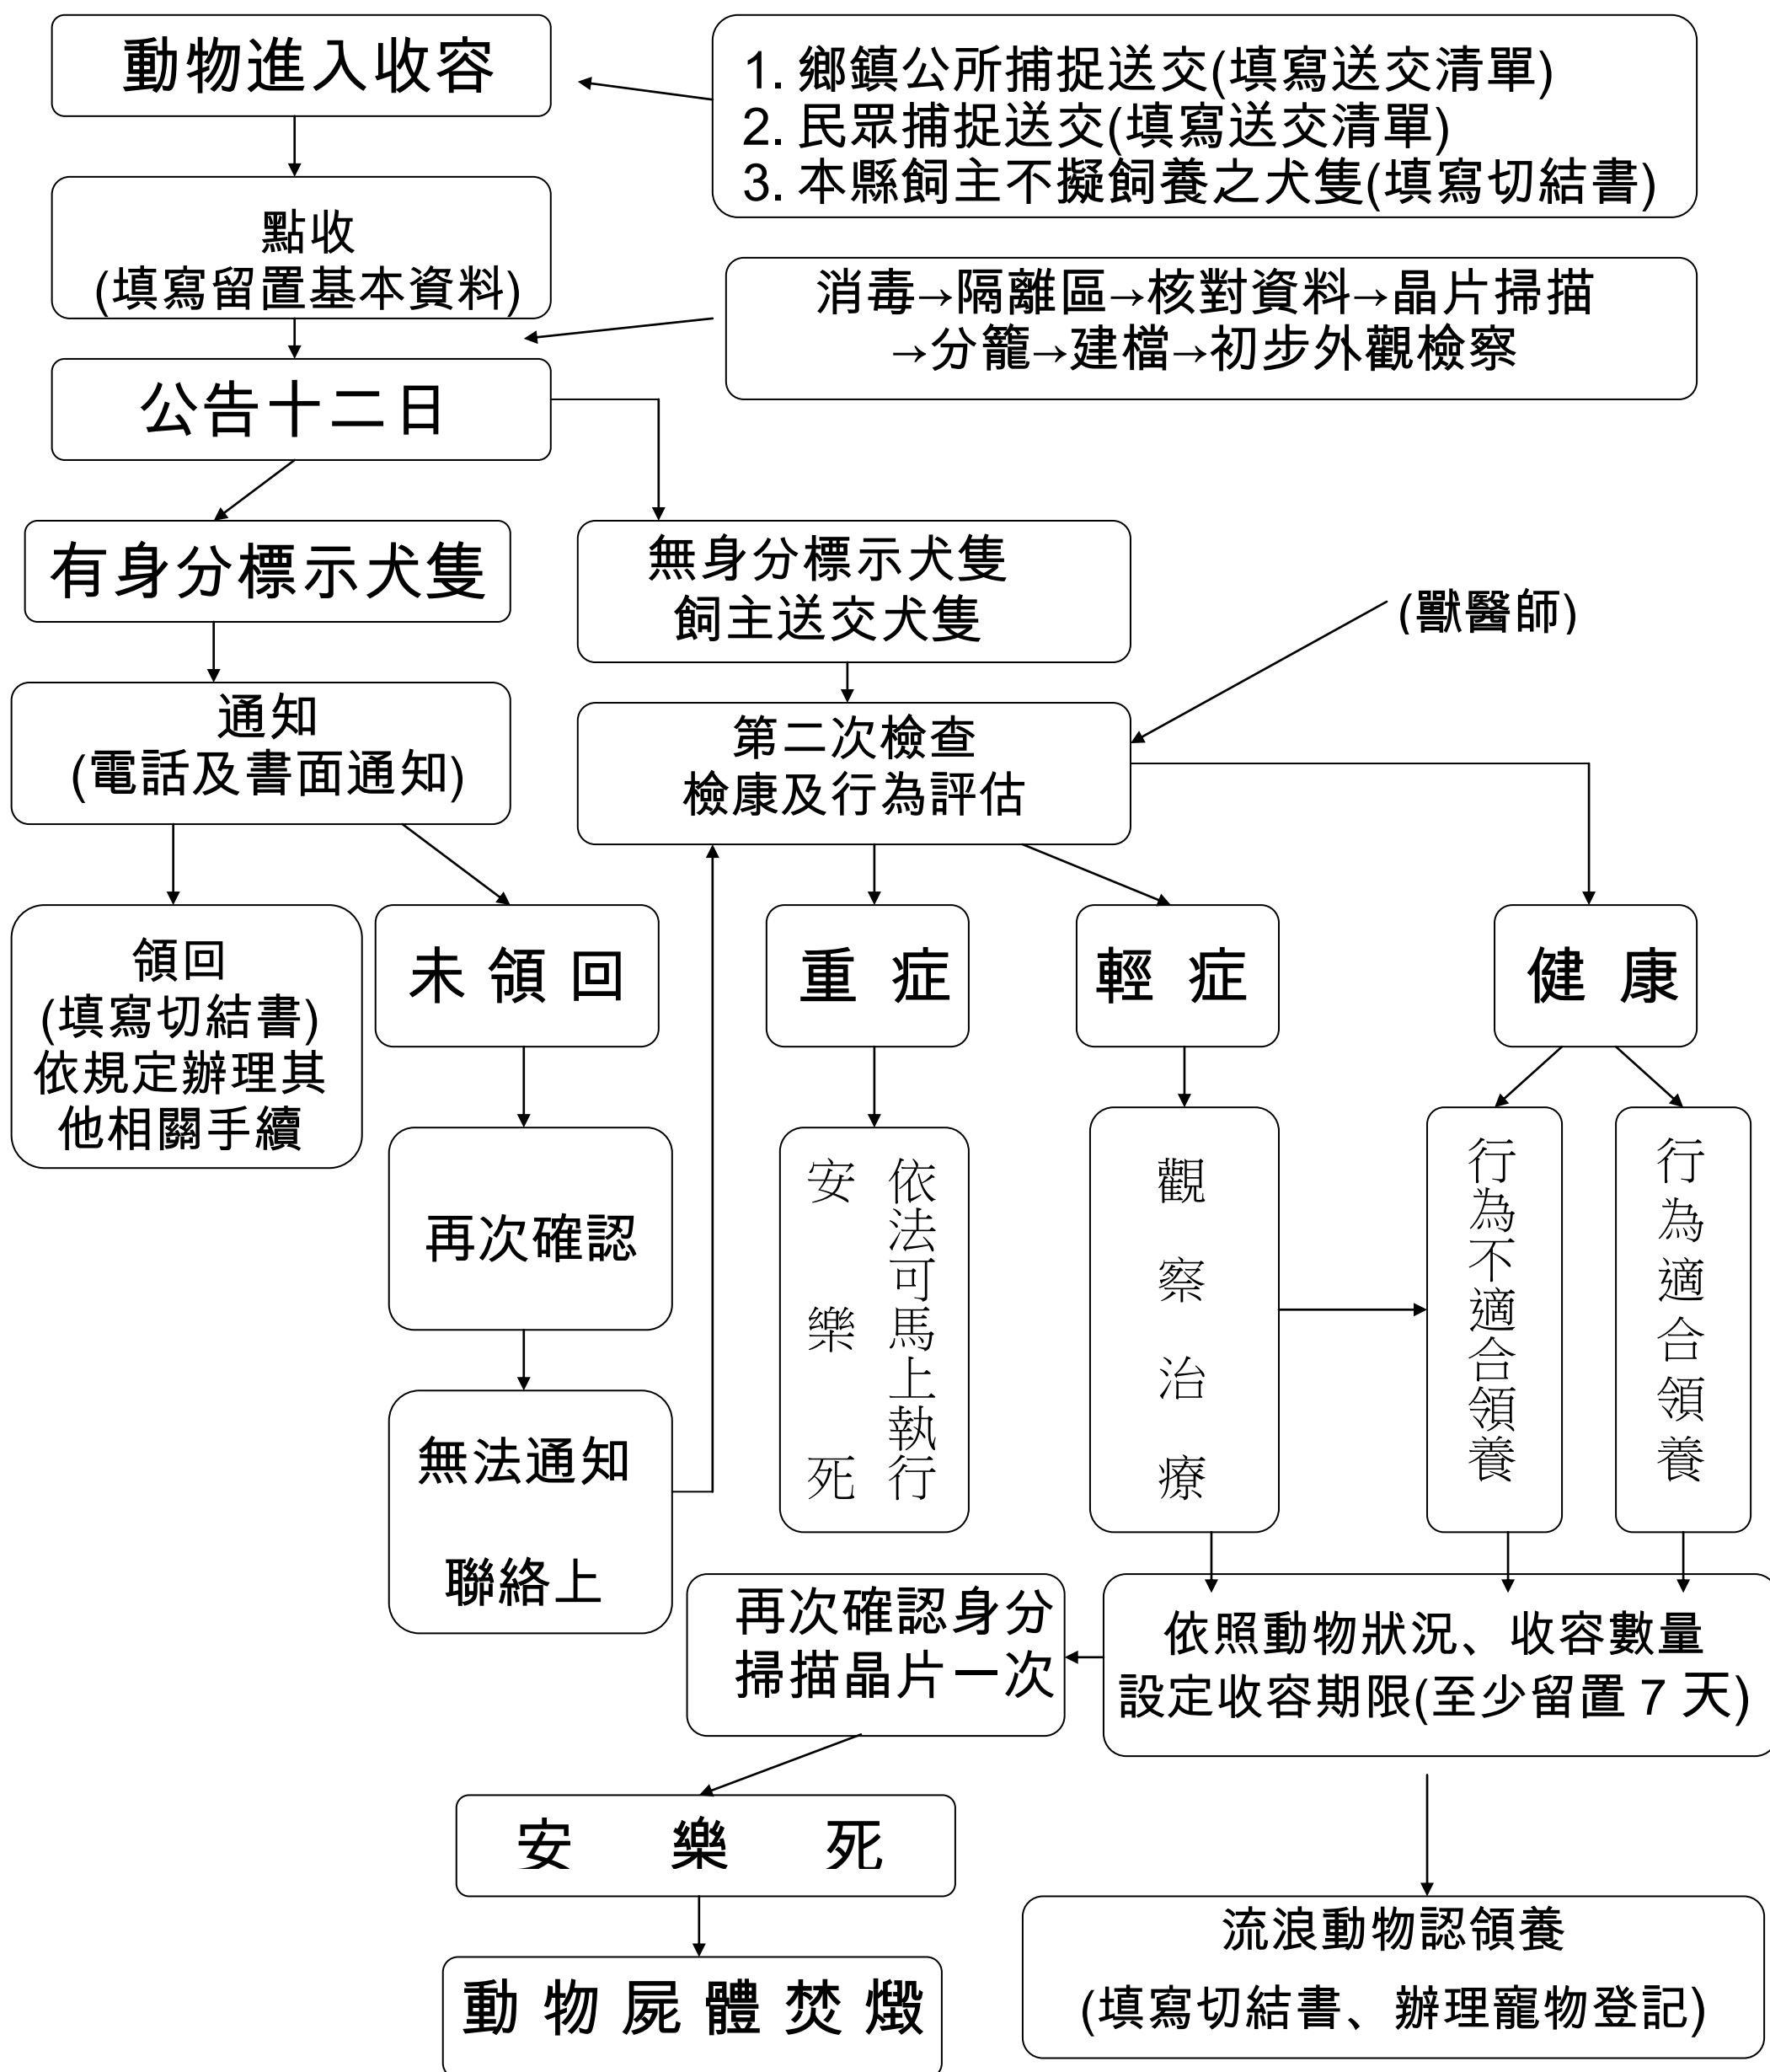 動物進入收容
1. 鄉鎮公所捕捉送交(填寫送交清單)
2. 民眾捕捉送交(填寫送交清單)
3. 本縣飼主不擬飼養之犬隻(填寫切結書)
點收
(填寫留置基本資料)
消毒→隔離區→核對資料→晶片掃描
→分籠→建檔→初步外觀檢察
公告十二日
有身分標示犬隻
無身分標示犬隻
飼主送交犬隻
(獸醫師)
通知
(電話及書面通知)
第二次檢查
檢康及行為評估
領回
(填寫切結書)
依規定辦理其
他相關手續
未 領 回
重 症
輕 症
健 康
再次確認
依法可馬上執行
安樂死
觀察治療
行為不適合領養
行為適合領養
無法通知
聯絡上
再次確認身分
掃描晶片一次
依照動物狀況、收容數量
設定收容期限(至少留置 7 天)
安 樂 死
流浪動物認領養
(填寫切結書、辦理寵物登記)
動 物 屍 體 焚 燬